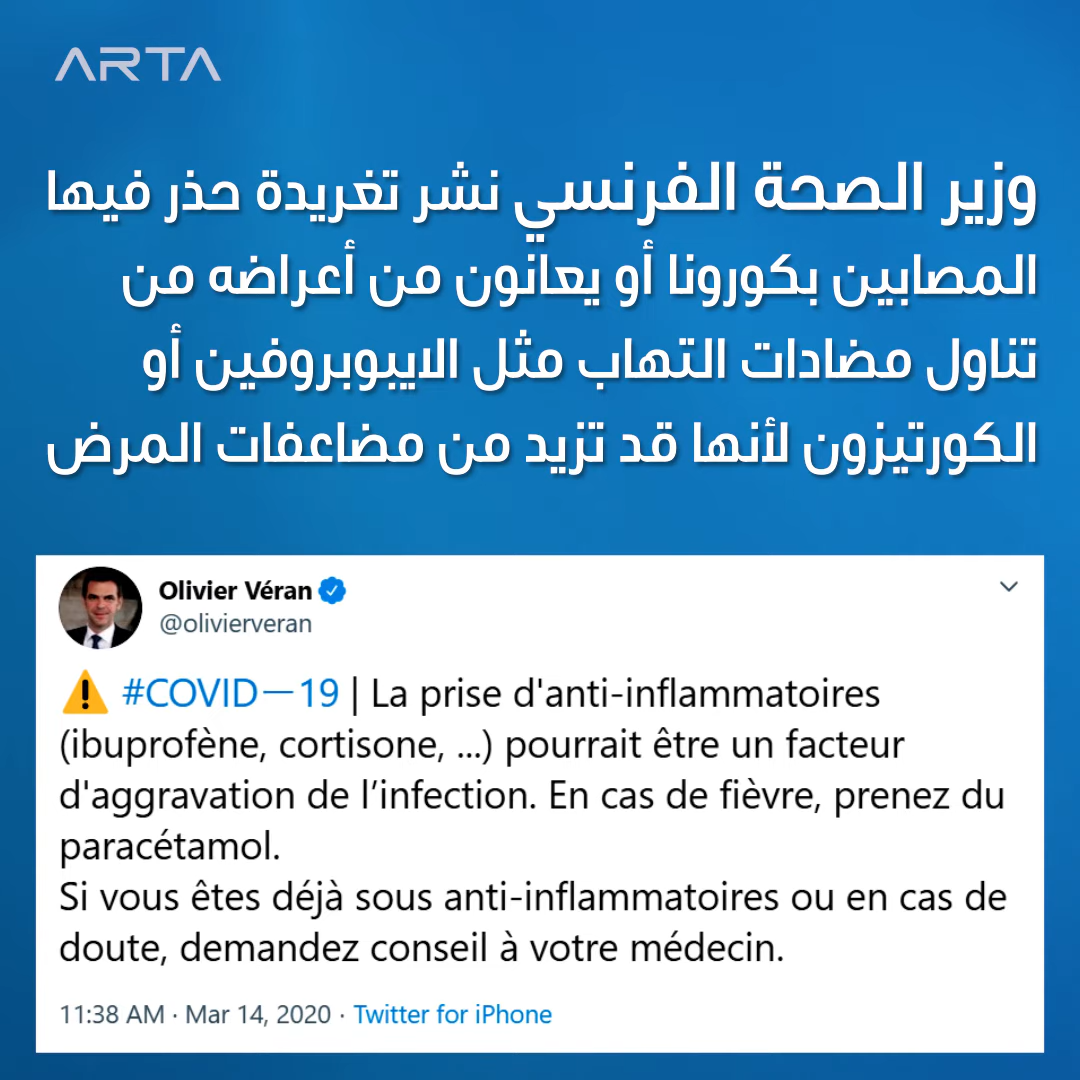 ARTA
وزير الصحة الفرنسي نشر تغريدة حذر فيها
المصابين بكورونا أو يعانون من أعراضه من
تناول مضادات التهاب مثل الايبوبروفين أو
الكورتيزون لأنها قد تزيد من مضاعفات المرض
Olivier Véran
@olivierveran
⚠ #COVID—19 | La prise d'anti-inflammatoires
(ibuprofène, cortisone, ...) pourrait être un facteur
d'aggravation de l’infection. En cas de fièvre, prenez du
paracétamol.
Si vous êtes déjà sous anti-inflammatoires ou en cas de
doute, demandez conseil à votre médecin.
11:38 AM · Mar 14, 2020 · Twitter for iPhone